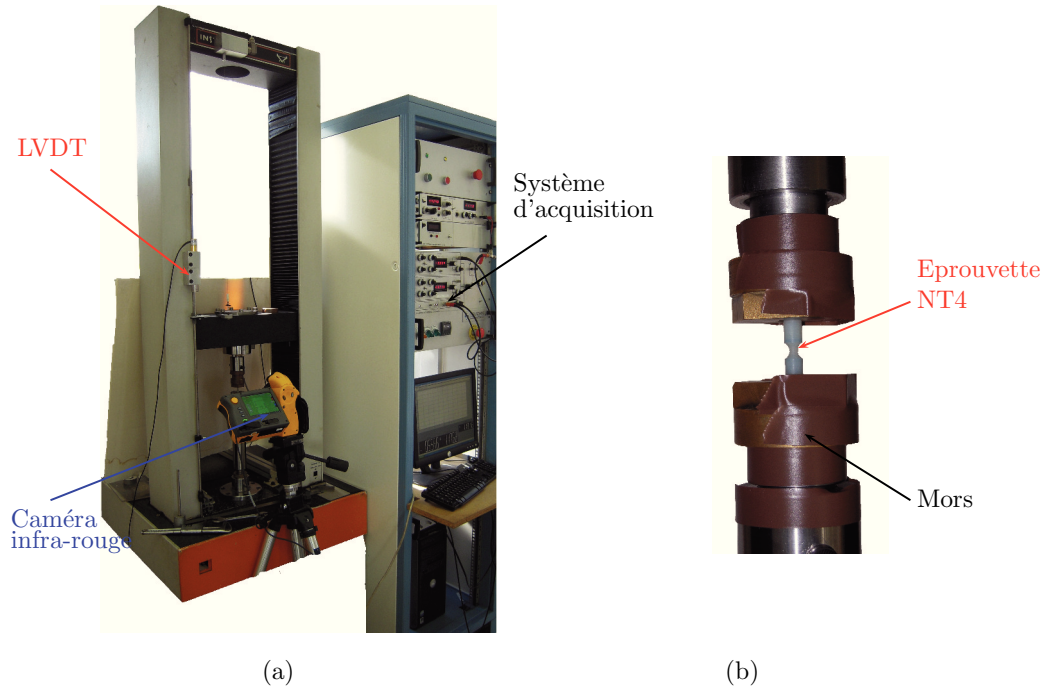 LVDT
Système
d'acquisition
Caméra
infra-rouge
Eprouvette
NT4
Mors
(a)
(b)